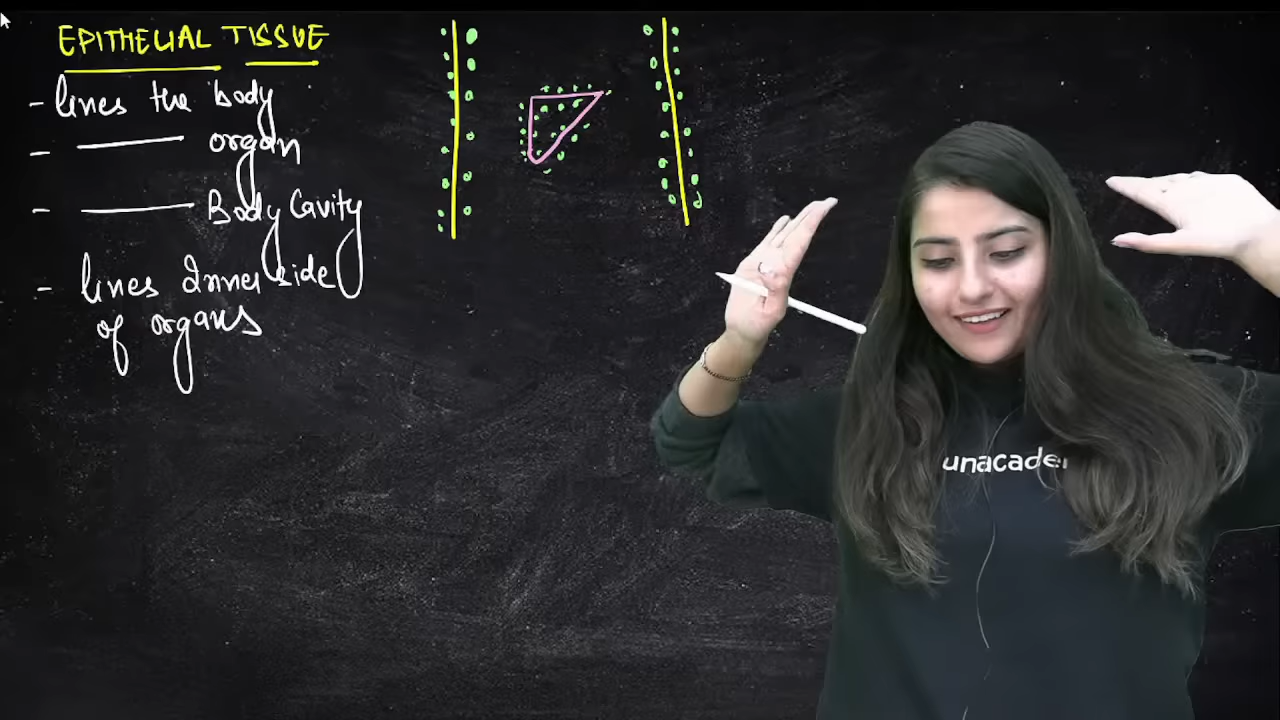 EPITHELIAL TISSUE
- lines the body
- organ
- Body Cavity
- lines Inner side
of organs
unacade